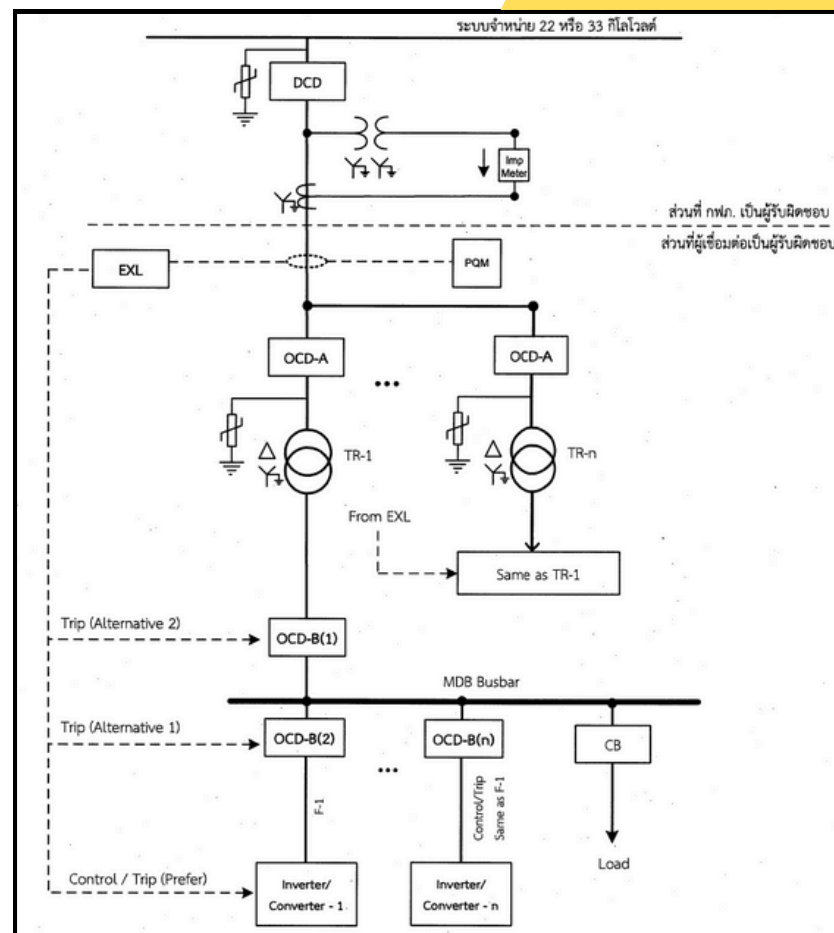 ระบบจำหน่าย 22 หรือ 33 กิโลโวลต์
DCD
Imp
Meter
ส่วนที่ กฟภ. เป็นผู้รับผิดชอบ
ส่วนที่ผู้เชื่อมต่อเป็นผู้รับผิดชอบ
EXL
PQM
OCD-A
OCD-A
...
TR-1
TR-n
From EXL
Same as TR-1
Trip (Alternative 2)
OCD-B(1)
MDB Busbar
Trip (Alternative 1)
OCD-B(2)
OCD-B(n)
CB
...
F-1
Control/Trip
Same as F-1
Load
Control / Trip (Prefer)
Inverter/
Converter - 1
Inverter/
Converter - n